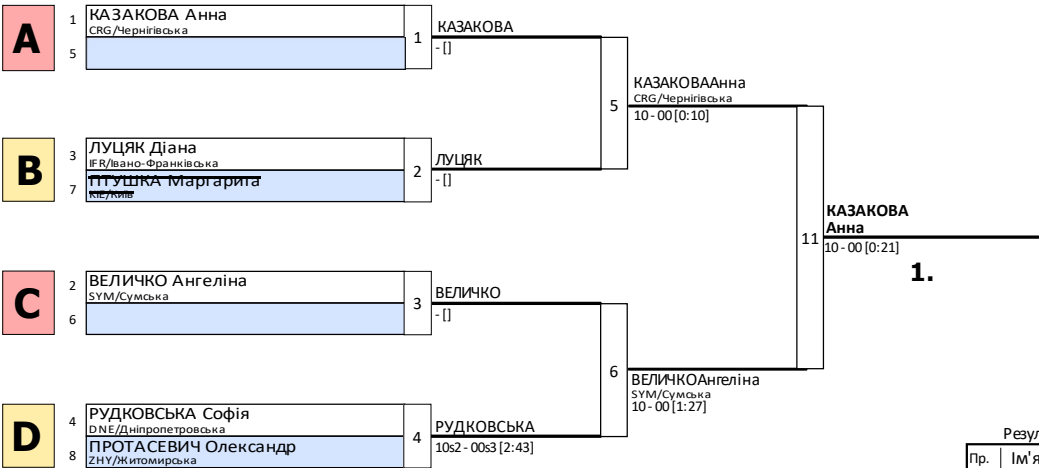 A
1
КАЗАКОВА Анна
CRG/Чернігівська
5
1
КАЗАКОВА
- []
B
3
ЛУЦЯК Діана
IFR/Івано-Франківська
7
ПТУШКА Маргарита
KIE/Київ
2
ЛУЦЯК
- []
5
КАЗАКОВААнна
CRG/Чернігівська
10 - 00 [0:10]
C
2
ВЕЛИЧКО Ангеліна
SYM/Сумська
6
3
ВЕЛИЧКО
- []
D
4
РУДКОВСЬКА Софія
DNE/Дніпропетровська
8
ПРОТАСЕВИЧ Олександр
ZHY/Житомирська
4
РУДКОВСЬКА
10s2 - 00s3 [2:43]
6
ВЕЛИЧКОАнгеліна
SYM/Сумська
10 - 00 [1:27]
11
КАЗАКОВА
Анна
10 - 00 [0:21]
1.
Резул
Пр. Ім'я